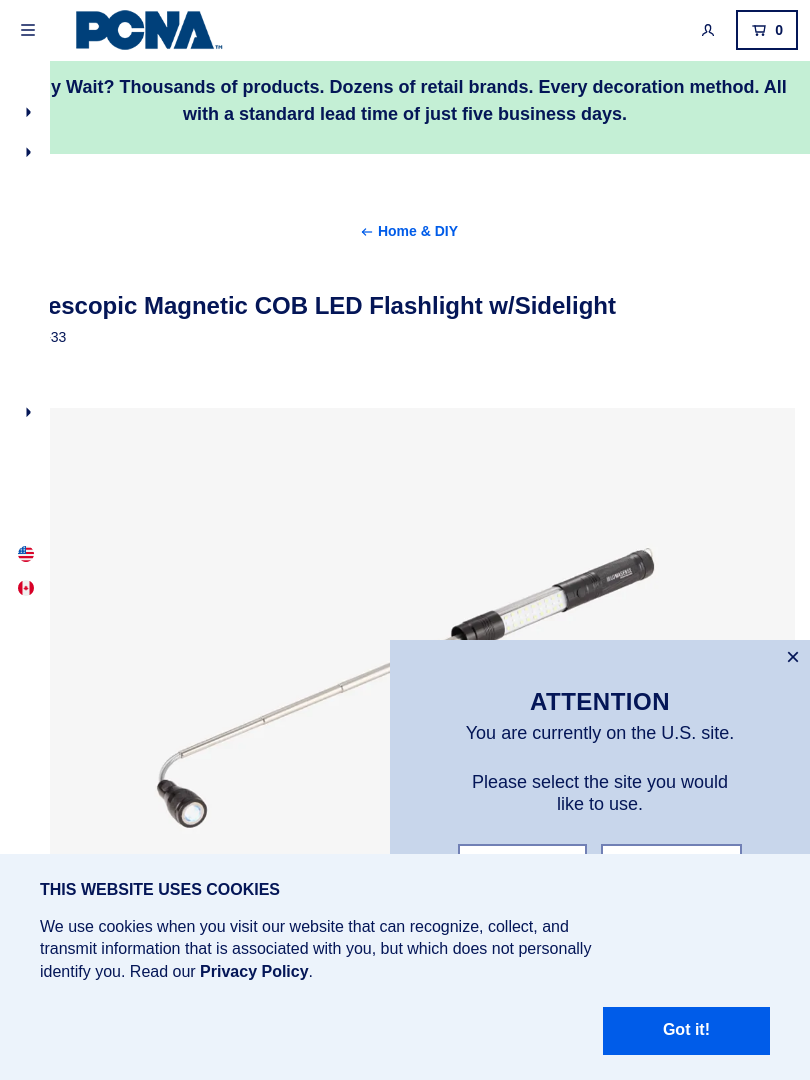 PCNA™
0
y Wait? Thousands of products. Dozens of retail brands. Every decoration method. All
with a standard lead time of just five business days.
← Home & DIY
escopic Magnetic COB LED Flashlight w/Sidelight
33
ATTENTION
You are currently on the U.S. site.
Please select the site you would
like to use.
THIS WEBSITE USES COOKIES
We use cookies when you visit our website that can recognize, collect, and
transmit information that is associated with you, but which does not personally
identify you. Read our Privacy Policy.
Got it!